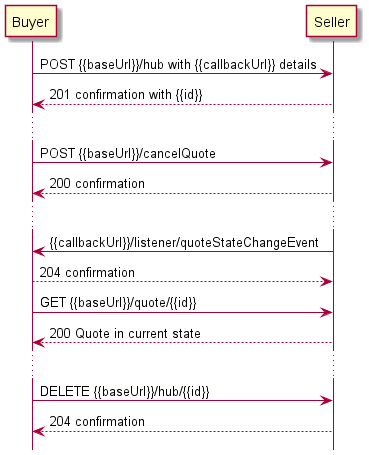 Buyer
Seller
POST {{baseUrl}}/hub with {{callbackUrl}} details
201 confirmation with {{id}}
POST {{baseUrl}}/cancelQuote
200 confirmation
{{callbackUrl}}/listener/quoteStateChangeEvent
204 confirmation
GET {{baseUrl}}/quote/{{id}}
200 Quote in current state
DELETE {{baseUrl}}/hub/{{id}}
204 confirmation